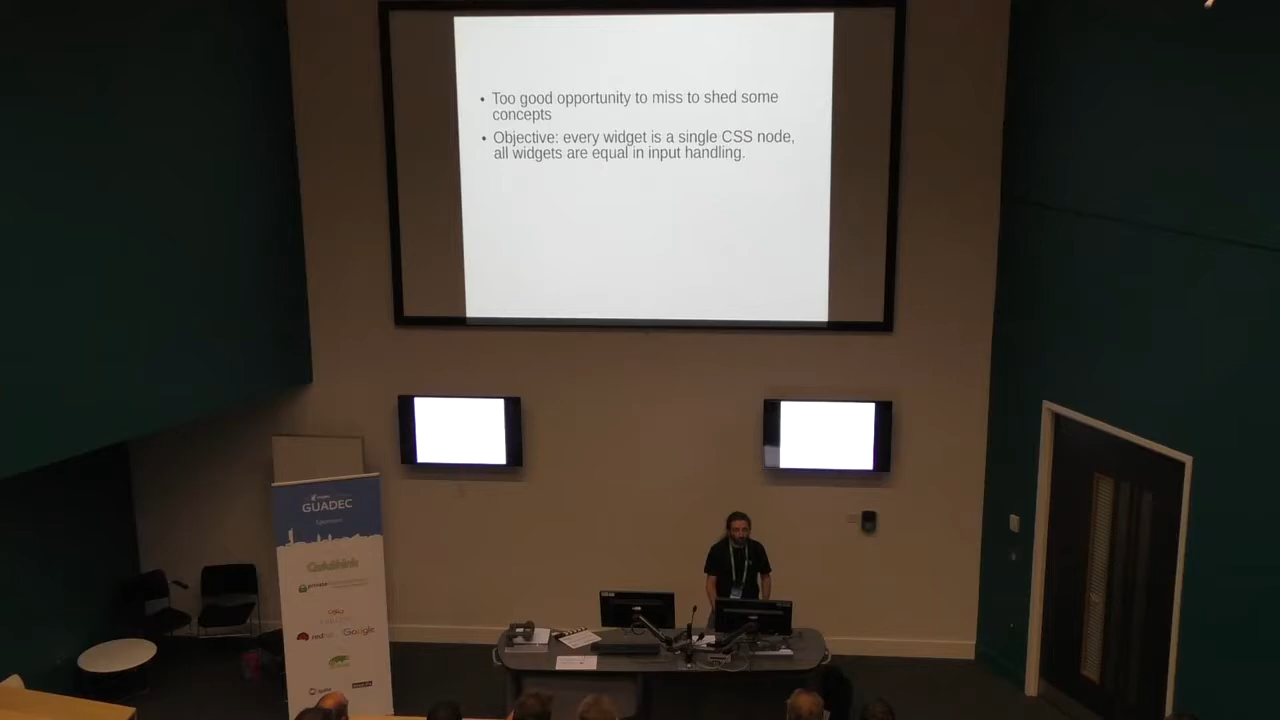 • Too good opportunity to miss to shed some
concepts
• Objective: every widget is a single CSS node,
all widgets are equal in input handling.
GUADEC
Google